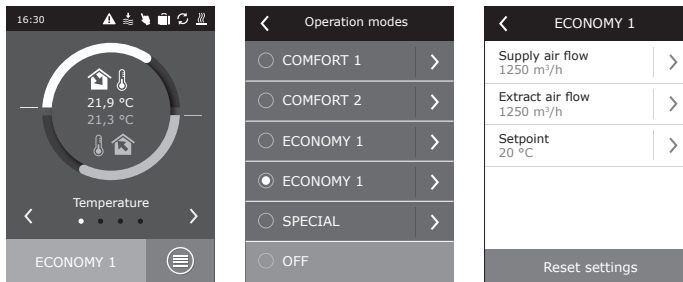 16:30
21,9 °C
21,3 °C
Temperature
ECONOMY 1
Operation modes
COMFORT 1
COMFORT 2
ECONOMY 1
ECONOMY 1
SPECIAL
OFF
ECONOMY 1
Supply air flow
1250 m³/h
Extract air flow
1250 m³/h
Setpoint
20 °C
Reset settings